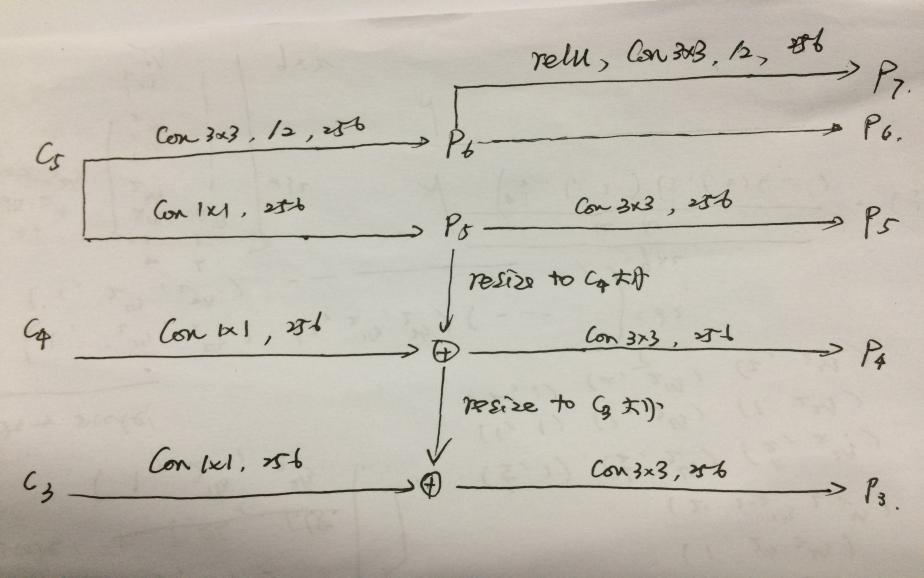 relu, Con 3x3, /2, 256
P7.
Con 3x3, /2, 256
C5
P6
P6.
Con 1x1, 256
Con 3x3, 256
P5
P5
resize to C4 大小
C4
Con 1x1, 256
+
Con 3x3, 256
P4
resize to C3 大小
Con 1x1, 256
C3
+
Con 3x3, 256
P3.